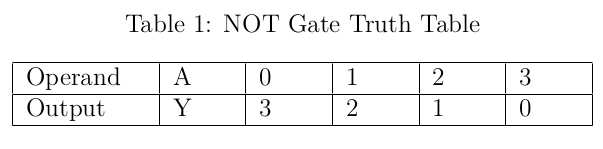 Table 1: NOT Gate Truth Table
Operand A 0 1 2 3
Output Y 3 2 1 0